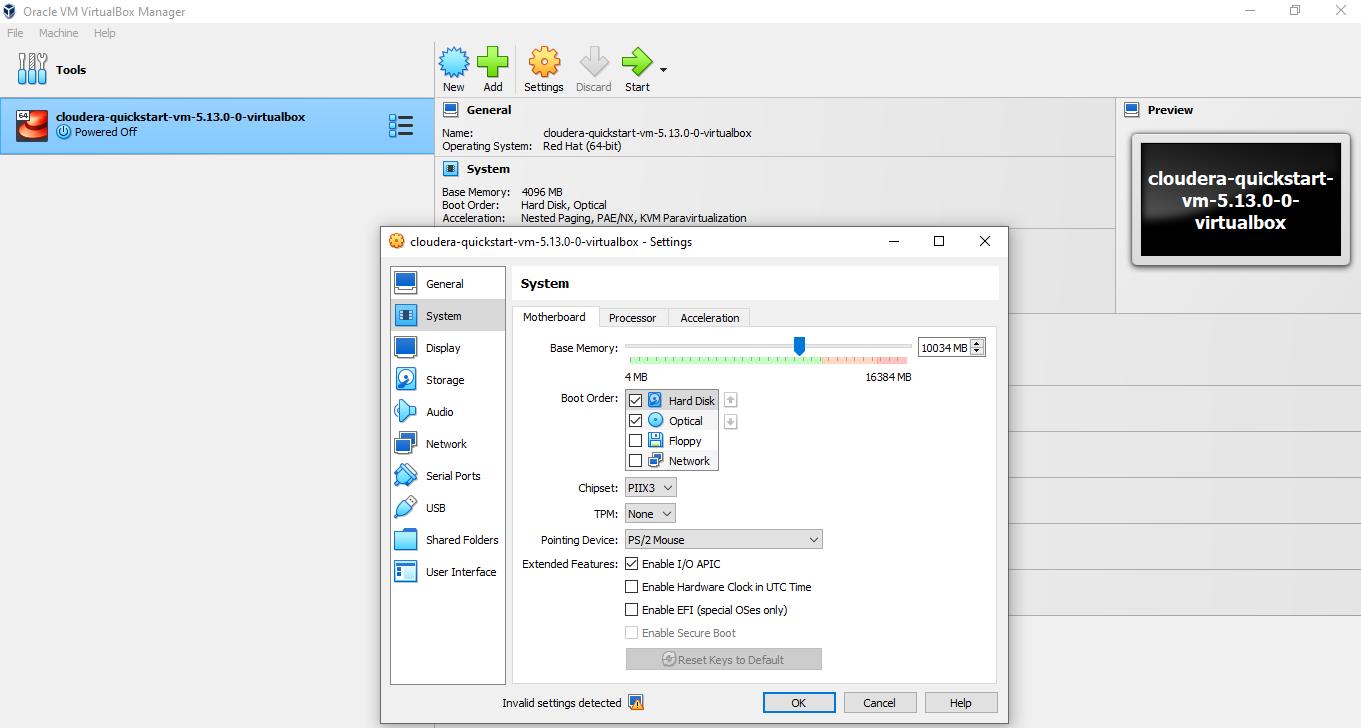 Oracle VM VirtualBox Manager
File Machine Help
Tools
New Add Settings Discard Start
64
cloudera-quickstart-vm-5.13.0-0-virtualbox
Powered Off
General
Name: cloudera-quickstart-vm-5.13.0-0-virtualbox
Operating System: Red Hat (64-bit)
System
Base Memory: 4096 MB
Boot Order: Hard Disk, Optical
Acceleration: Nested Paging, PAE/NX, KVM Paravirtualization
Preview
cloudera-quickstart-
vm-5.13.0-0-
virtualbox
cloudera-quickstart-vm-5.13.0-0-virtualbox - Settings
General
System
Display
Storage
Audio
Network
Serial Ports
USB
Shared Folders
User Interface
System
Motherboard Processor Acceleration
Base Memory: 10034 MB
4 MB 16384 MB
Boot Order: Hard Disk
Optical
Floppy
Network
Chipset: PIIX3
TPM: None
Pointing Device: PS/2 Mouse
Extended Features: Enable I/O APIC
Enable Hardware Clock in UTC Time
Enable EFI (special OSes only)
Enable Secure Boot
Reset Keys to Default
Invalid settings detected
OK Cancel Help